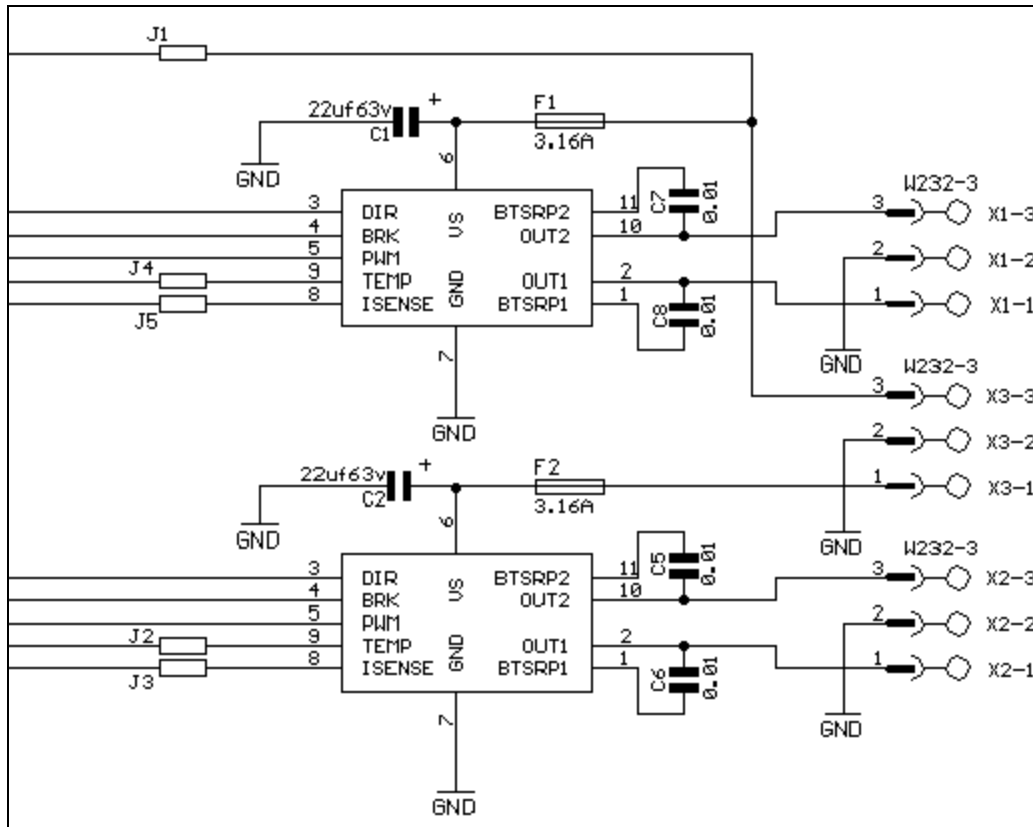 J1
22uf63v + F1
C1 3.16A
6
GND
W232-3
3 DIR BTSRP2 11 C7 0.01 3 X1-3
4 BRK VS OUT2 10
5 PWM 2 X1-2
J4 9 TEMP OUT1 2
8 ISENSE GND BTSRP1 1 C8 0.01 1 X1-1
J5
7 GND W232-3
3 X3-3
GND
2 X3-2
22uf63v + F2
C2 3.16A 1 X3-1
6
GND GND W232-3
3 DIR BTSRP2 11 C5 0.01 3 X2-3
4 BRK VS OUT2 10
5 PWM 2 X2-2
J2 9 TEMP OUT1 2
8 ISENSE GND BTSRP1 1 C6 0.01 1 X2-1
J3
7 GND
GND